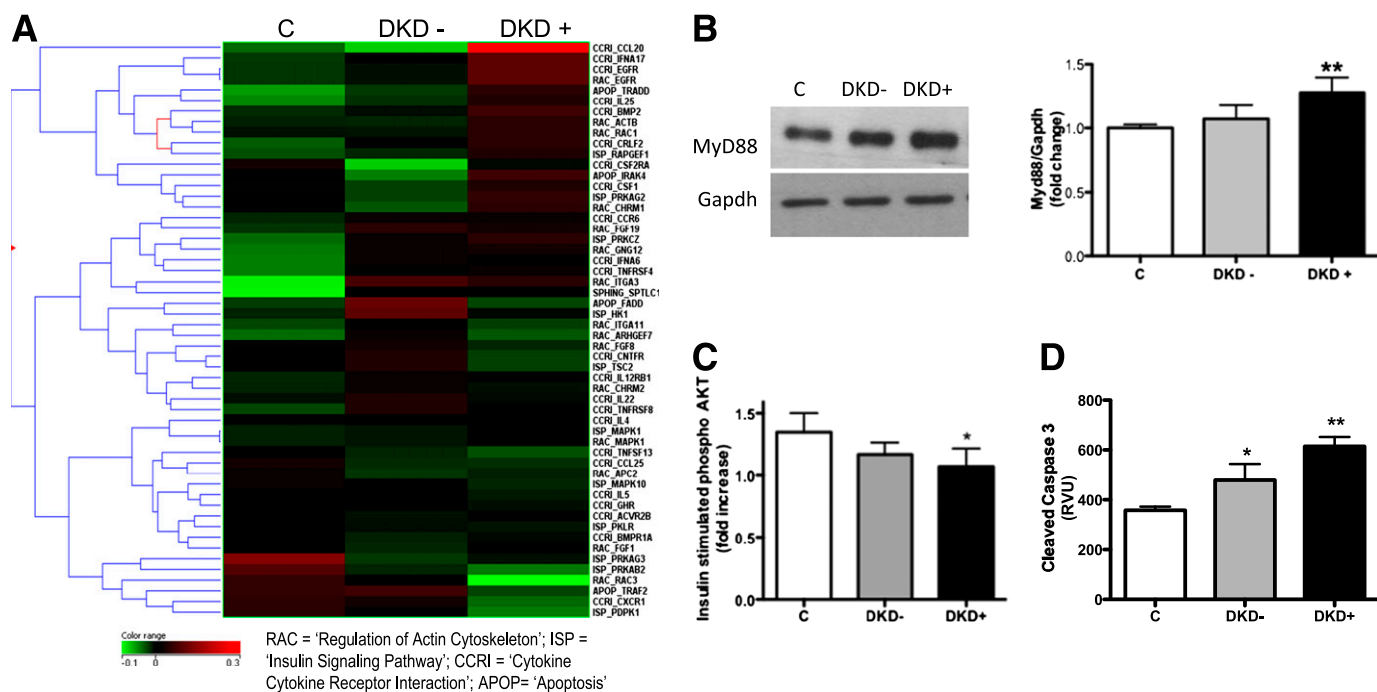 A
C DKD - DKD +
CCRI_CCL20
CCRI_IFNA17
CCRI_EGFR
RAC_EGFR
APOP_TRADD
CCRI_IL25
CCRI_BMP2
RAC_ACTB
RAC_RAC1
CCRI_CRLF2
ISP_RAPGEF1
CCRI_CSF2RA
APOP_IRAK4
CCRI_CSF1
ISP_PRKAG2
RAC_CHRM1
CCRI_CCR6
RAC_FGF19
ISP_PRKCZ
RAC_GNG12
CCRI_IFNA6
CCRI_TNFRSF4
RAC_ITGA3
SPHING_SPTLC1
APOP_FADD
ISP_HK1
RAC_ITGA11
RAC_ARHGEF7
RAC_FGF8
CCRI_CNTFR
ISP_TSC2
CCRI_IL12RB1
RAC_CHRM2
CCRI_IL22
CCRI_TNFRSF8
CCRI_IL4
ISP_MAPK1
RAC_MAPK1
CCRI_TNFSF13
CCRI_CCL25
RAC_APC2
ISP_MAPK10
CCRI_IL5
CCRI_GHR
CCRI_ACVR2B
ISP_PKLR
CCRI_BMPR1A
RAC_FGF1
ISP_PRKAG3
ISP_PRKAB2
RAC_RAC3
APOP_TRAF2
CCRI_CXCR1
ISP_PDPK1
Color range
-0.1 0 0.3
RAC = 'Regulation of Actin Cytoskeleton'; ISP =
'Insulin Signaling Pathway'; CCRI = 'Cytokine
Cytokine Receptor Interaction'; APOP= 'Apoptosis'
B
C DKD- DKD+
MyD88
Gapdh
Myd88/Gapdh
(fold change)
1.5
1.0
0.5
0.0
**
C DKD - DKD +
C
Insulin stimulated phospho AKT
(fold increase)
1.5
1.0
0.5
0.0
*
C DKD- DKD+
D
Cleaved Caspase 3
(RVU)
800
600
400
200
0
*
**
C DKD- DKD+